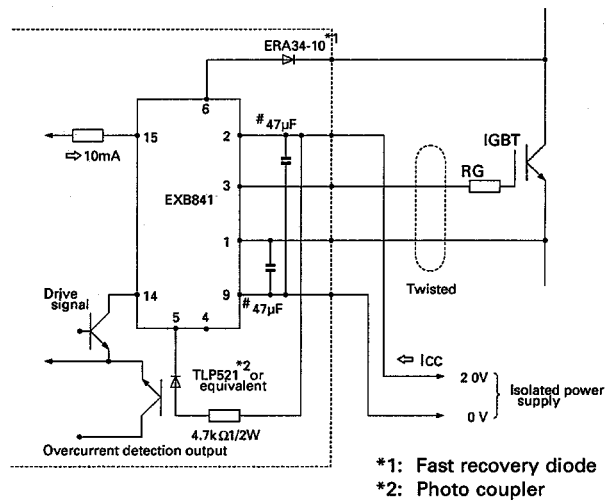 ERA34-10*1
6
#47µF
15
2
IGBT
⇨10mA
RG
3
EXB841
1
Twisted
Drive
signal
14
9
#47µF
5
4
TLP521*2 or
equivalent
⇦ Icc
20V
Isolated power
supply
0V
4.7kΩ1/2W
Overcurrent detection output
*1: Fast recovery diode
*2: Photo coupler